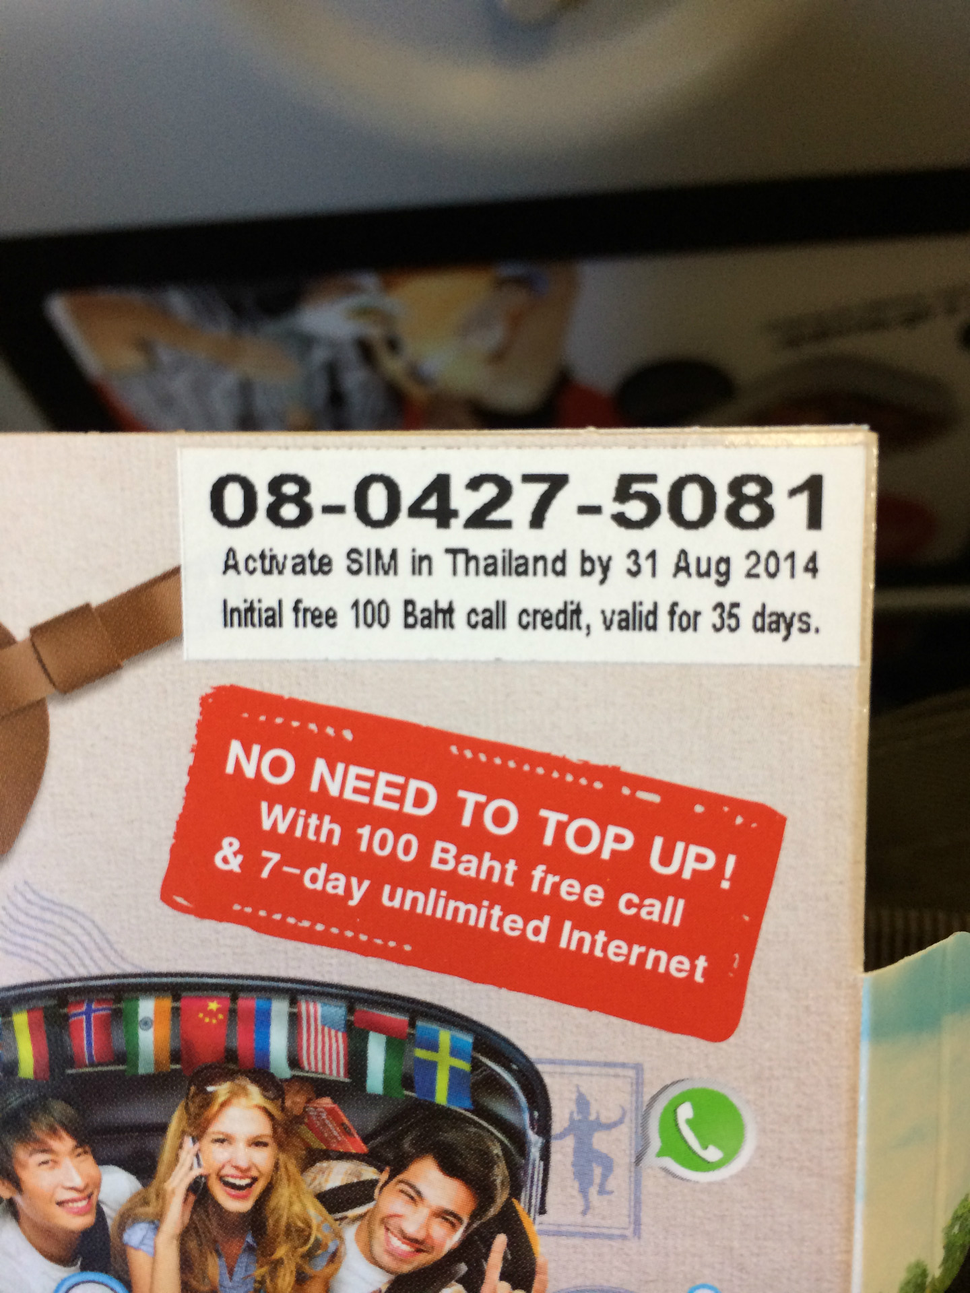 08-0427-5081
Activate SIM in Thailand by 31 Aug 2014
Initial free 100 Baht call credit, valid for 35 days.
NO NEED TO TOP UP!
With 100 Baht free call
& 7-day unlimited Internet